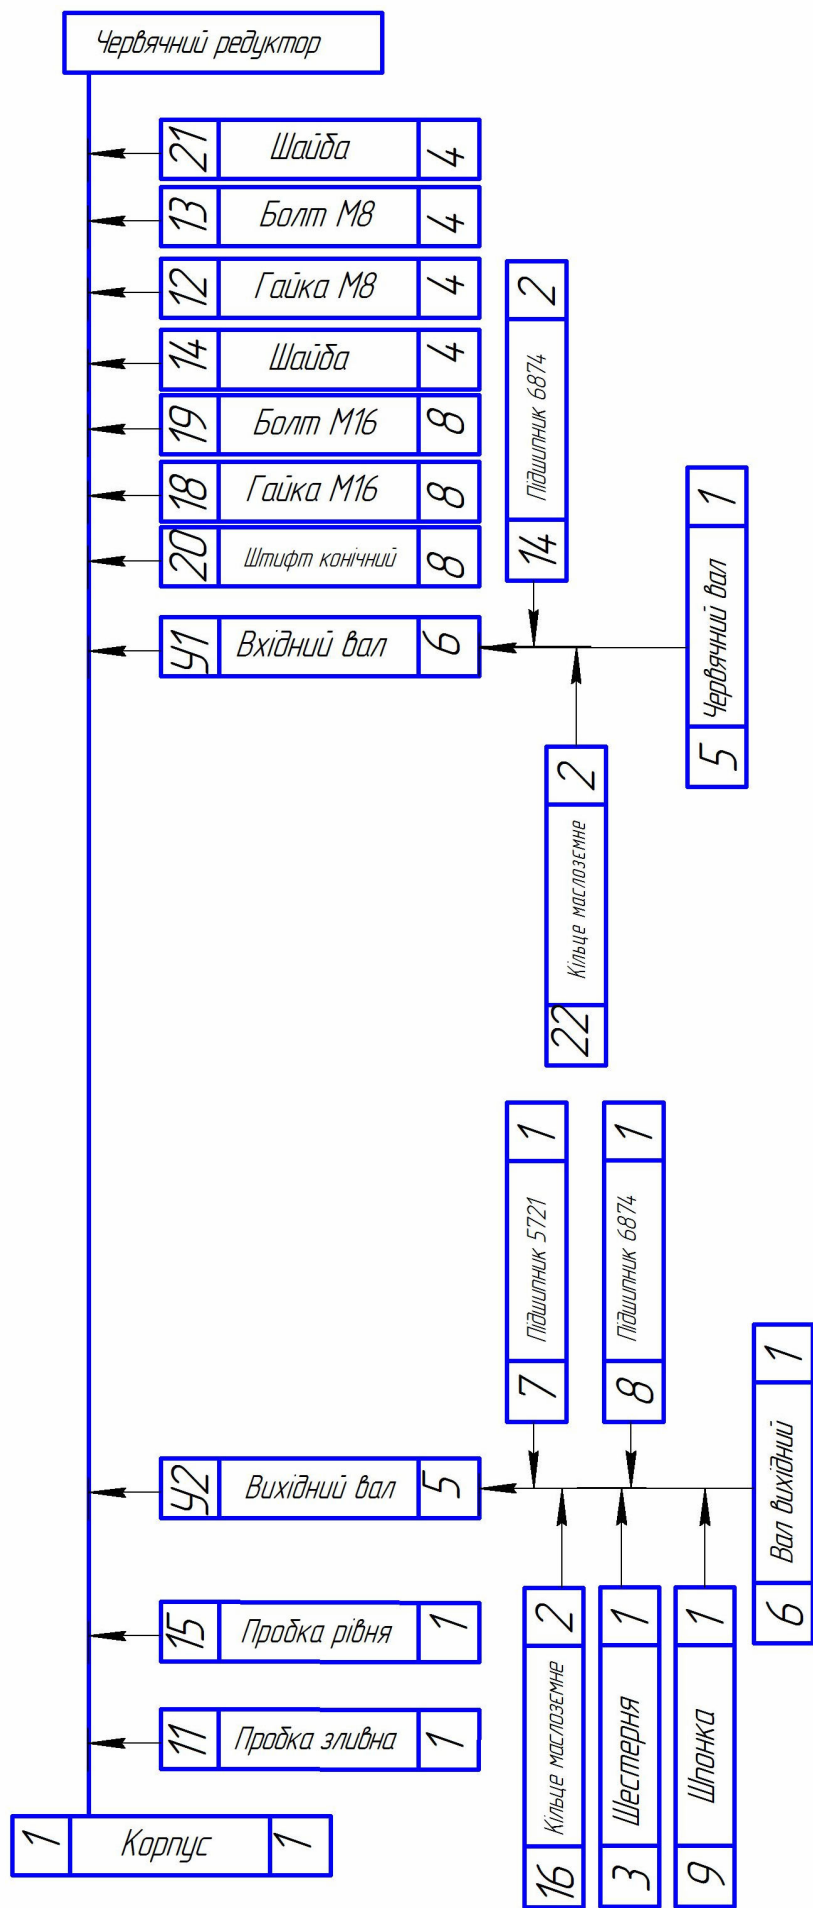 Червячний редуктор
21 Шайба 4
13 Болт М8 4
12 Гайка М8 4
14 Шайба 4
19 Болт М16 8
18 Гайка М16 8
20 Штифт конічний 8
У1 Вхідний вал 6
14 Підшипник 6874 2
5 Червячний вал 1
22 Кільце маслоземне 2
7 Підшипник 5721 1
8 Підшипник 6874 1
У2 Вихідний вал 5
6 Вал вихідний 1
16 Кільце маслоземне 2
3 Шестерня 1
9 Шпонка 1
15 Пробка рівня 1
11 Пробка зливна 1
1 Корпус 1